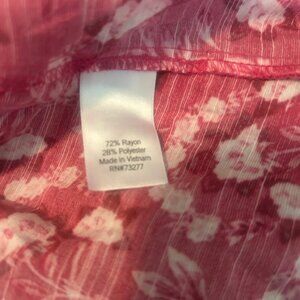 72% Rayon
28% Polyester
Made in Vietnam
RN#73277